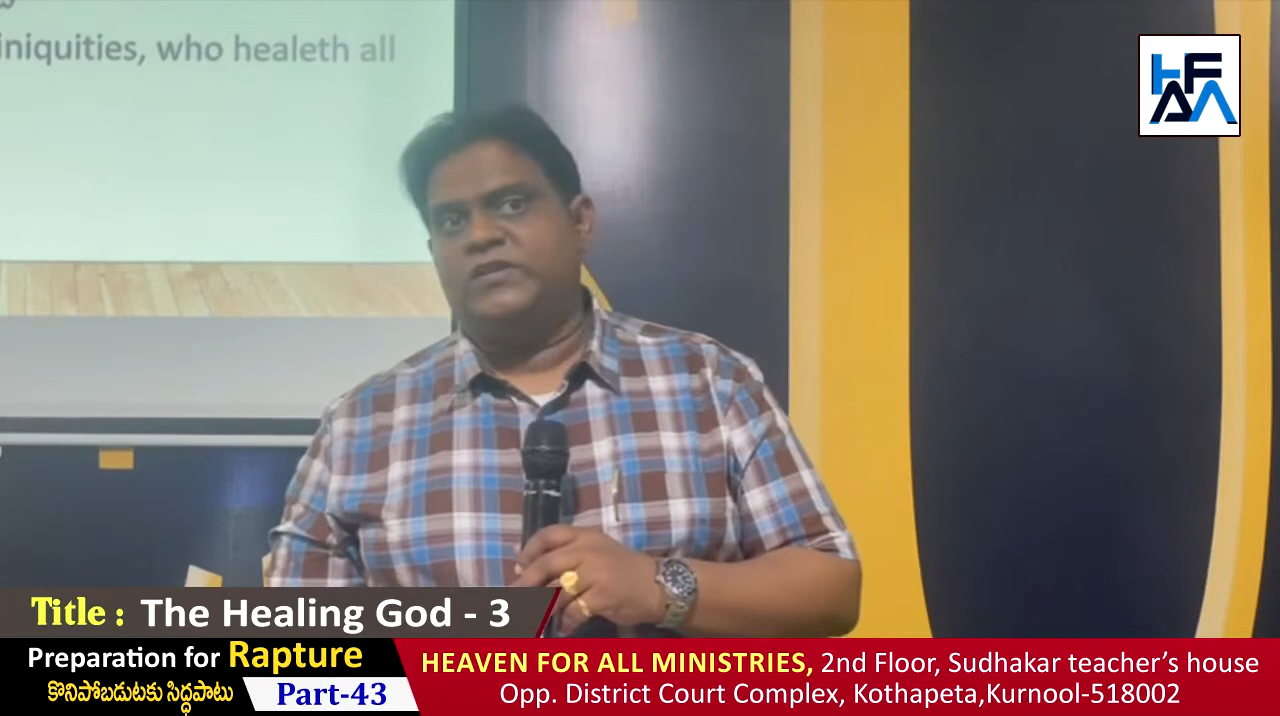 iniquities, who healeth all
HFAM
Title : The Healing God - 3
Preparation for Rapture
కొనిపోబడుటకు సిద్ధపాటు
Part-43
HEAVEN FOR ALL MINISTRIES, 2nd Floor, Sudhakar teacher's house
Opp. District Court Complex, Kothapeta,Kurnool-518002